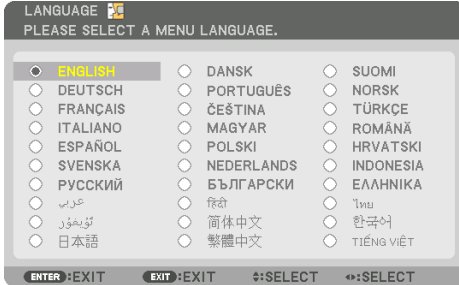 LANGUAGE
PLEASE SELECT A MENU LANGUAGE.
ENGLISH DANSK SUOMI
DEUTSCH PORTUGUÊS NORSK
FRANÇAIS ČEŠTINA TÜRKÇE
ITALIANO MAGYAR ROMÂNĂ
ESPAÑOL POLSKI HRVATSKI
SVENSKA NEDERLANDS INDONESIA
РУССКИЙ БЪЛГАРСКИ ΕΛΛΗΝΙΚΑ
عربي हिंदी ไทย
ئۇيغۇر 简体中文 한국어
日本語 繁體中文 TIẾNG VIỆT
ENTER :EXIT EXIT :EXIT :SELECT :SELECT